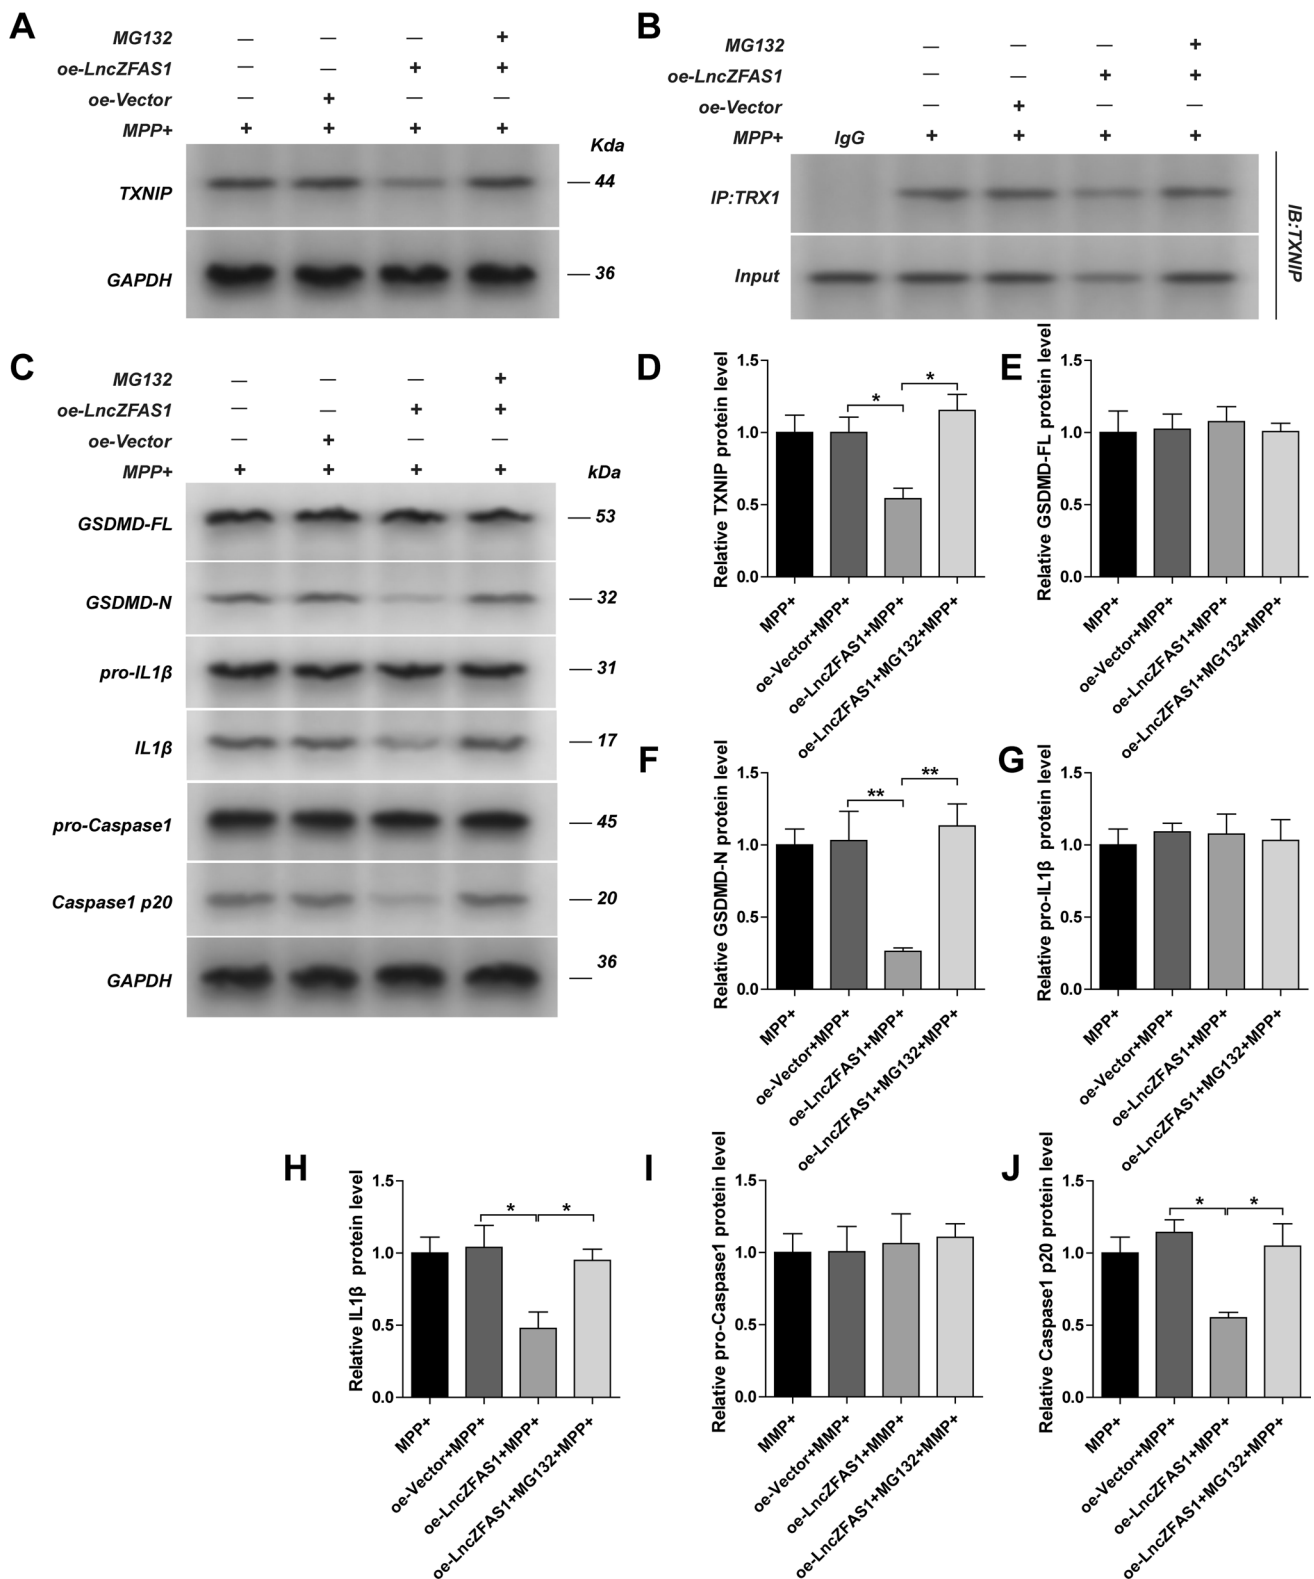 A
MG132 — — — +
oe-LncZFAS1 — — + +
oe-Vector — + — —
MPP+ + + + +
Kda
TXNIP — 44
GAPDH — 36
B
MG132 — — — +
oe-LncZFAS1 — — + +
oe-Vector — + — —
MPP+ IgG + + + +
IP:TRX1
Input
IB:TXNIP
C
MG132 — — — +
oe-LncZFAS1 — — + +
oe-Vector — + — —
MPP+ + + + +
kDa
GSDMD-FL — 53
GSDMD-N — 32
pro-IL1β — 31
IL1β — 17
pro-Caspase1 — 45
Caspase1 p20 — 20
GAPDH — 36
D
Relative TXNIP protein level
1.5
1.0
0.5
0.0
* *
MPP+
oe-Vector+MPP+
oe-LncZFAS1+MPP+
oe-LncZFAS1+MG132+MPP+
E
Relative GSDMD-FL protein level
1.5
1.0
0.5
0.0
MPP+
oe-Vector+MPP+
oe-LncZFAS1+MPP+
oe-LncZFAS1+MG132+MPP+
F
Relative GSDMD-N protein level
1.5
1.0
0.5
0.0
** **
MPP+
oe-Vector+MPP+
oe-LncZFAS1+MPP+
oe-LncZFAS1+MG132+MPP+
G
Relative pro-IL1β protein level
1.5
1.0
0.5
0.0
MPP+
oe-Vector+MPP+
oe-LncZFAS1+MPP+
oe-LncZFAS1+MG132+MPP+
H
Relative IL1β protein level
1.5
1.0
0.5
0.0
* *
MPP+
oe-Vector+MPP+
oe-LncZFAS1+MPP+
oe-LncZFAS1+MG132+MPP+
I
Relative pro-Caspase1 protein level
1.5
1.0
0.5
0.0
MMP+
oe-Vector+MMP+
oe-LncZFAS1+MMP+
oe-LncZFAS1+MG132+MMP+
J
Relative Caspase1 p20 protein level
1.5
1.0
0.5
0.0
* *
MPP+
oe-Vector+MPP+
oe-LncZFAS1+MPP+
oe-LncZFAS1+MG132+MPP+